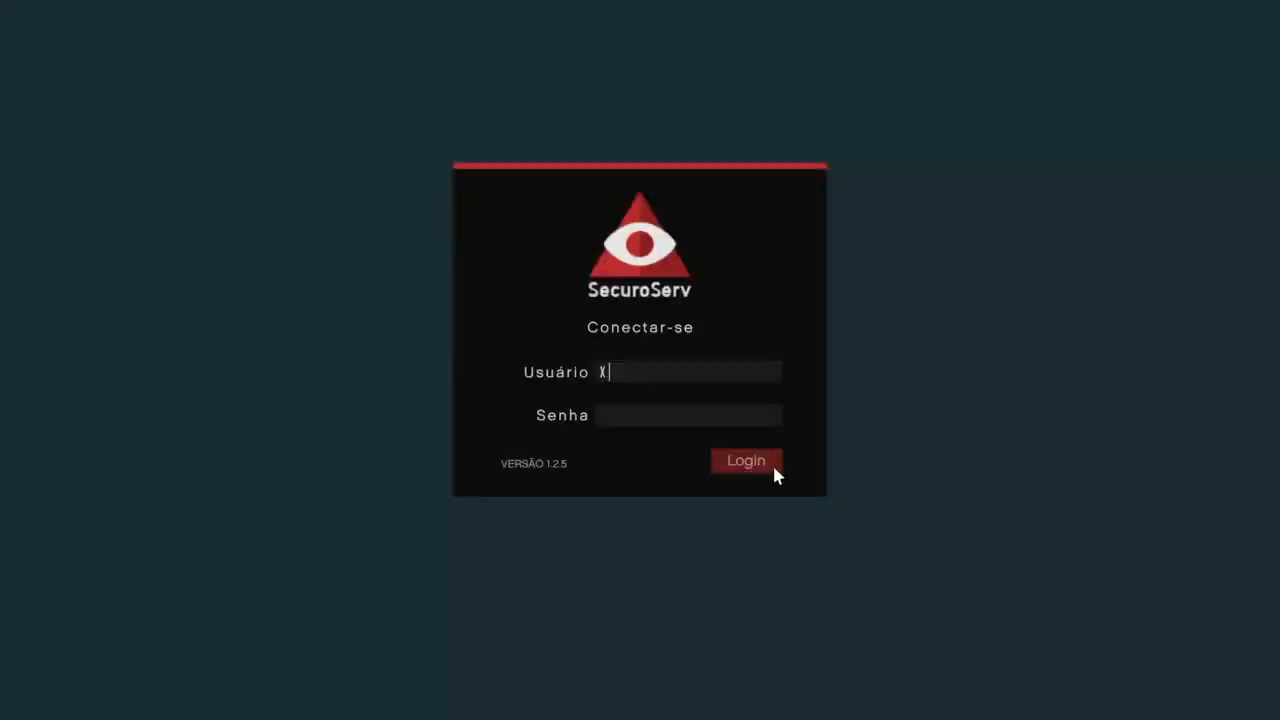 SecuroServ
Conectar-se
Usuário X
Senha
VERSÃO 1.2.5
Login